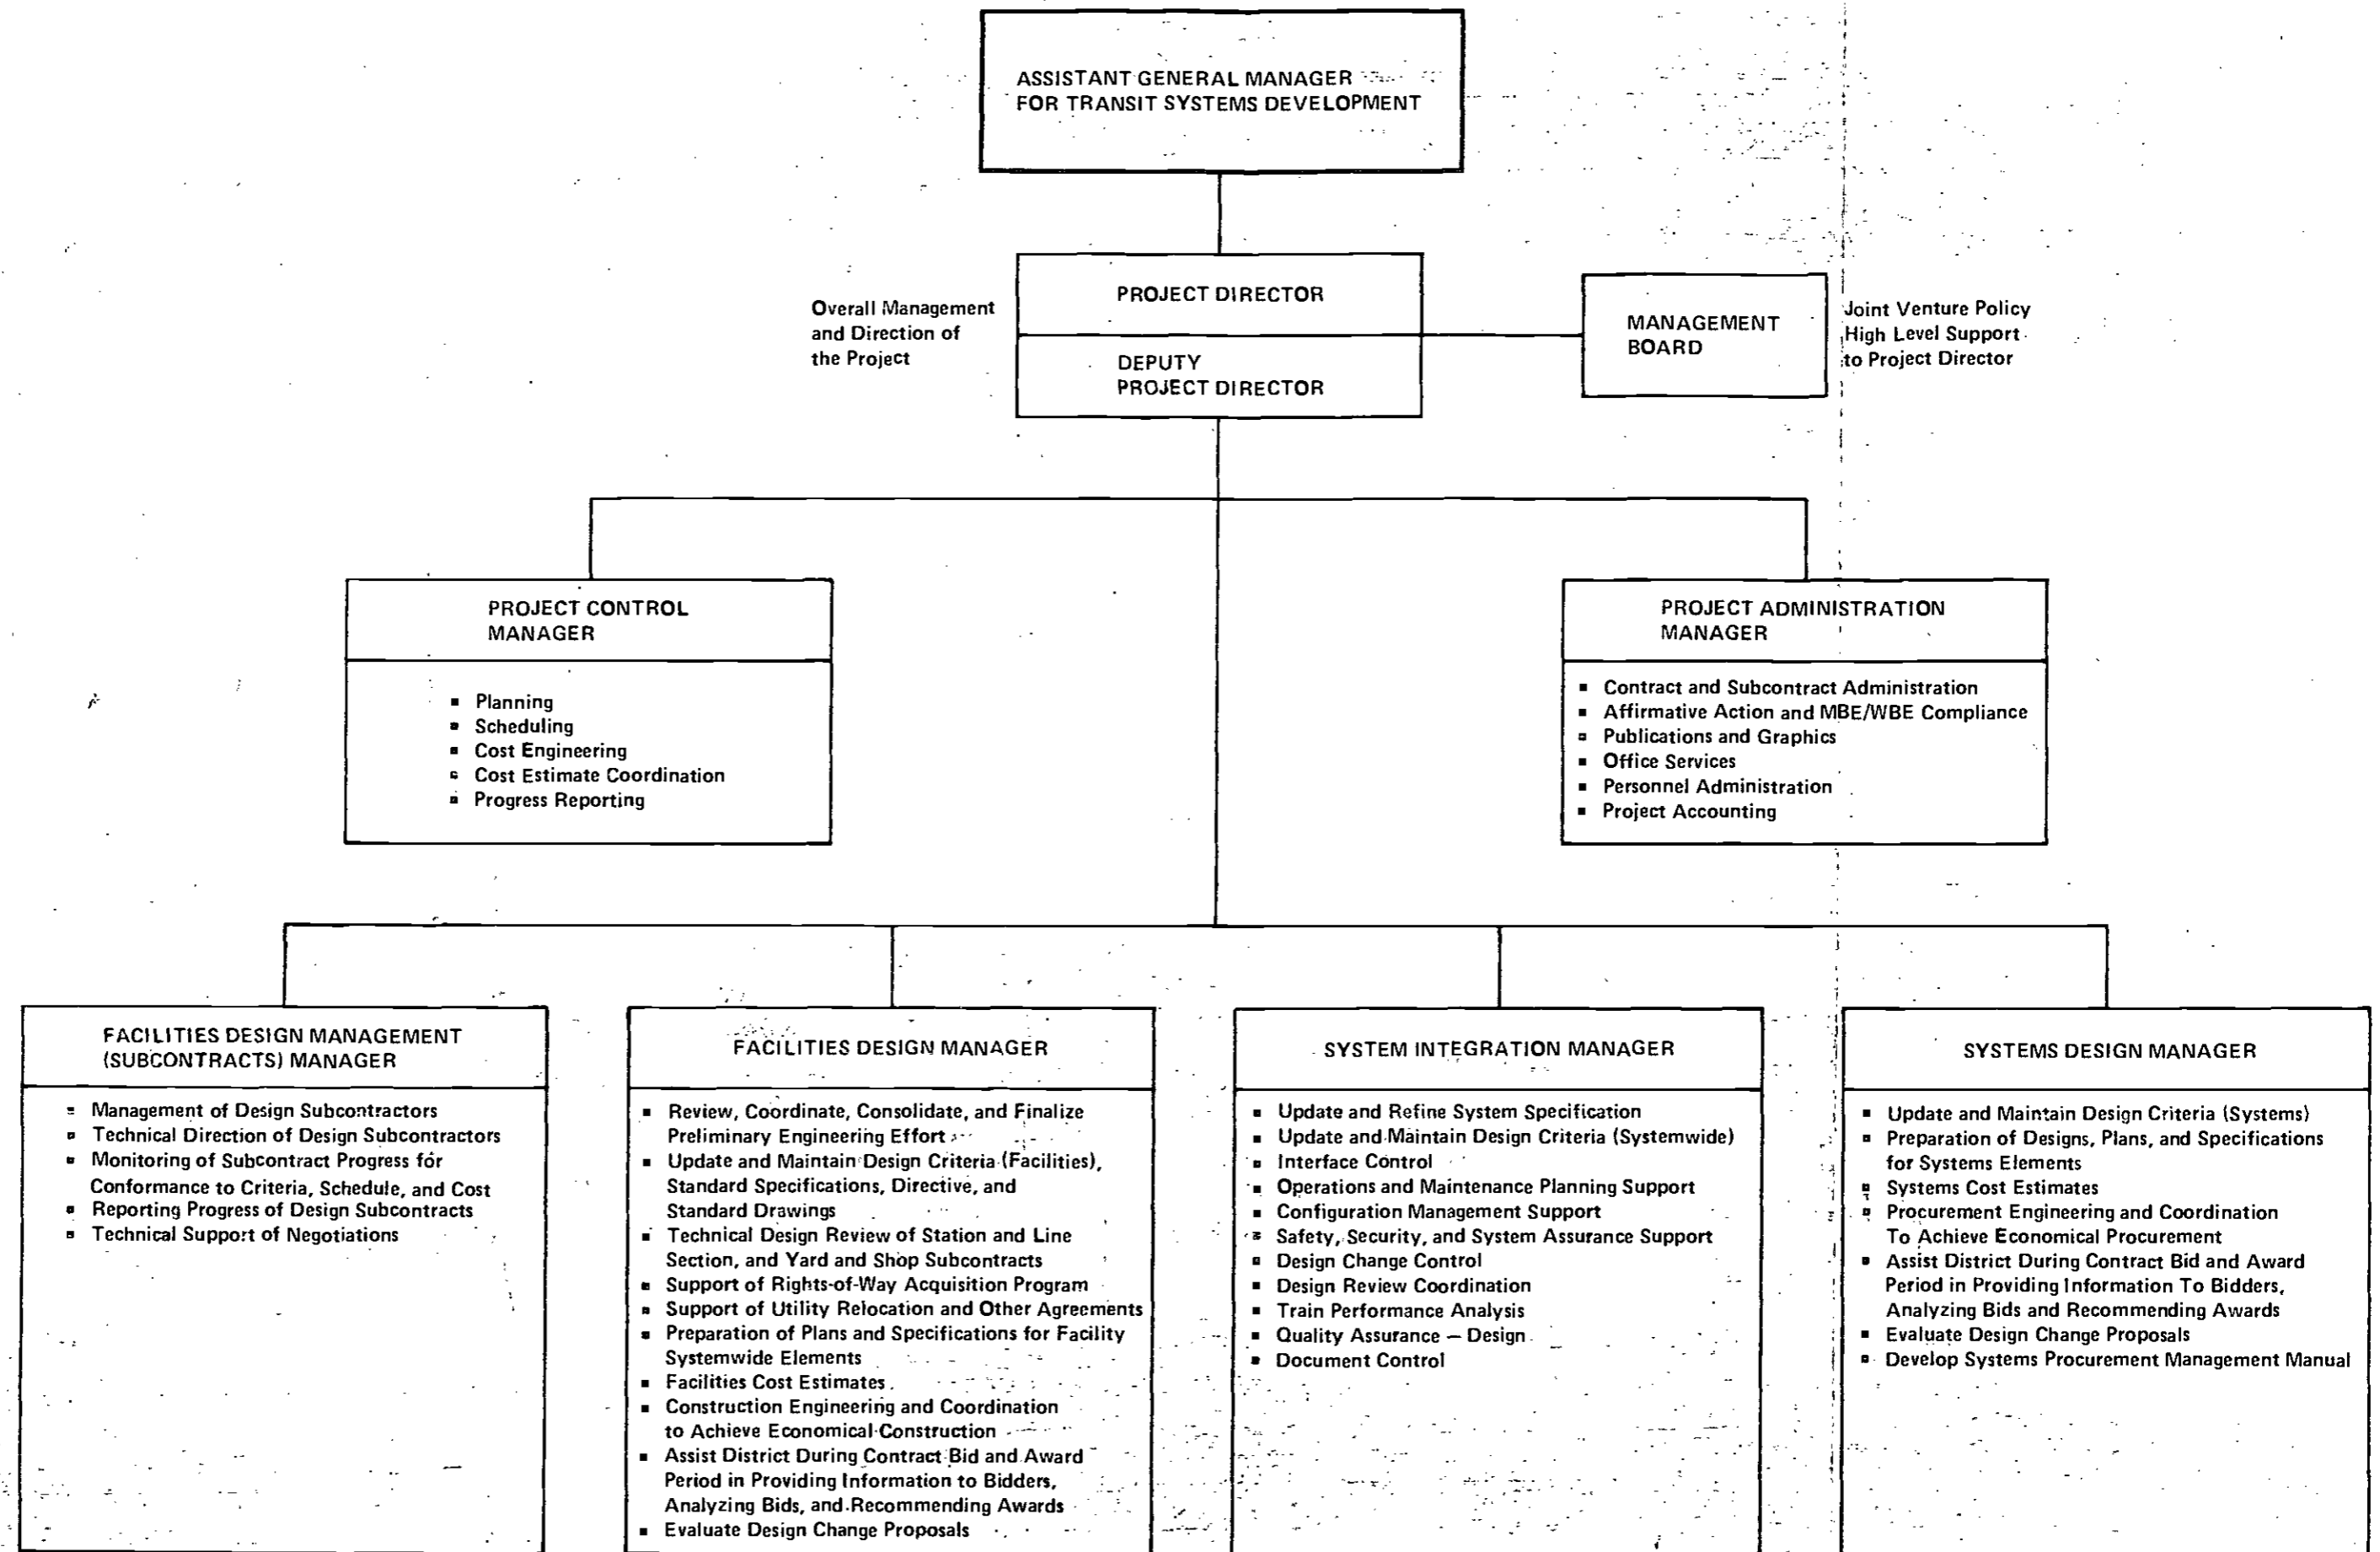 ASSISTANT GENERAL MANAGER
FOR TRANSIT SYSTEMS DEVELOPMENT
Overall Management
and Direction of
the Project
PROJECT DIRECTOR
DEPUTY
PROJECT DIRECTOR
MANAGEMENT
BOARD
Joint Venture Policy
High Level Support
to Project Director
PROJECT CONTROL
MANAGER
▪ Planning
▪ Scheduling
▪ Cost Engineering
▪ Cost Estimate Coordination
▪ Progress Reporting
PROJECT ADMINISTRATION
MANAGER
▪ Contract and Subcontract Administration
▪ Affirmative Action and MBE/WBE Compliance
▪ Publications and Graphics
▪ Office Services
▪ Personnel Administration
▪ Project Accounting
FACILITIES DESIGN MANAGEMENT
(SUBCONTRACTS) MANAGER
▪ Management of Design Subcontractors
▪ Technical Direction of Design Subcontractors
▪ Monitoring of Subcontract Progress for
Conformance to Criteria, Schedule, and Cost
▪ Reporting Progress of Design Subcontracts
▪ Technical Support of Negotiations
FACILITIES DESIGN MANAGER
▪ Review, Coordinate, Consolidate, and Finalize
Preliminary Engineering Effort
▪ Update and Maintain Design Criteria (Facilities),
Standard Specifications, Directive, and
Standard Drawings
▪ Technical Design Review of Station and Line
Section, and Yard and Shop Subcontracts
▪ Support of Rights-of-Way Acquisition Program
▪ Support of Utility Relocation and Other Agreements
▪ Preparation of Plans and Specifications for Facility
Systemwide Elements
▪ Facilities Cost Estimates
▪ Construction Engineering and Coordination
to Achieve Economical Construction
▪ Assist District During Contract Bid and Award
Period in Providing Information to Bidders,
Analyzing Bids, and Recommending Awards
▪ Evaluate Design Change Proposals
SYSTEM INTEGRATION MANAGER
▪ Update and Refine System Specification
▪ Update and Maintain Design Criteria (Systemwide)
▪ Interface Control
▪ Operations and Maintenance Planning Support
▪ Configuration Management Support
▪ Safety, Security, and System Assurance Support
▪ Design Change Control
▪ Design Review Coordination
▪ Train Performance Analysis
▪ Quality Assurance — Design
▪ Document Control
SYSTEMS DESIGN MANAGER
▪ Update and Maintain Design Criteria (Systems)
▪ Preparation of Designs, Plans, and Specifications
for Systems Elements
▪ Systems Cost Estimates
▪ Procurement Engineering and Coordination
To Achieve Economical Procurement
▪ Assist District During Contract Bid and Award
Period in Providing Information To Bidders,
Analyzing Bids and Recommending Awards
▪ Evaluate Design Change Proposals
▪ Develop Systems Procurement Management Manual